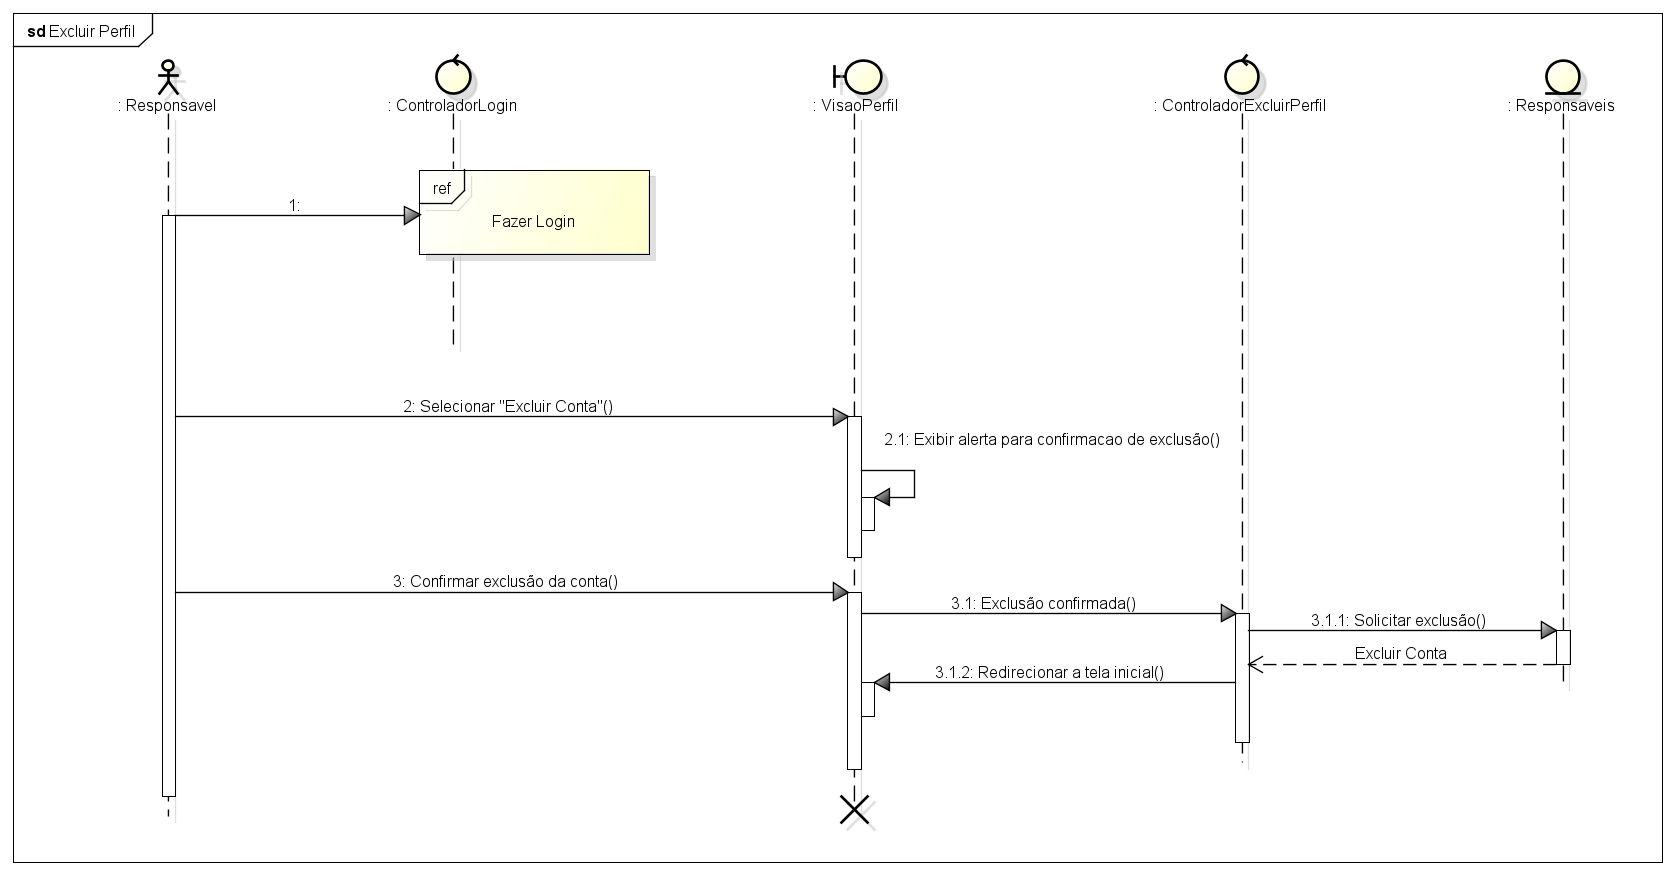 sd Excluir Perfil
: Responsavel
: ControladorLogin
: VisaoPerfil
: ControladorExcluirPerfil
: Responsaveis
ref
Fazer Login
1:
2: Selecionar "Excluir Conta"()
2.1: Exibir alerta para confirmacao de exclusão()
3: Confirmar exclusão da conta()
3.1: Exclusão confirmada()
3.1.1: Solicitar exclusão()
Excluir Conta
3.1.2: Redirecionar a tela inicial()